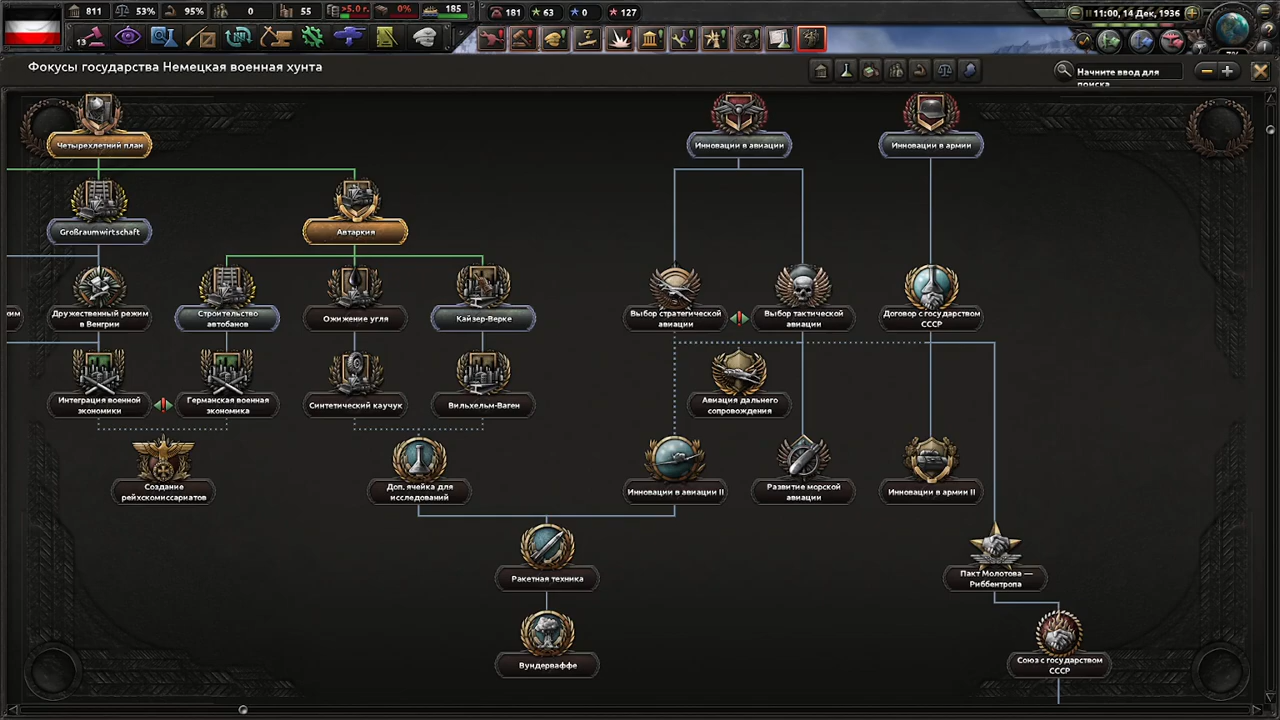 811 53% 95% 0 55 >5.0 г. 0% 185 181 63 0 127 11:00, 14 Дек, 1936
13
Фокусы государства Немецкая военная хунта
Начните ввод для
поиска
Четырехлетний план
Инновации в авиации
Инновации в армии
Großraumwirtschaft
Автаркия
Дружественный режим
в Венгрии
Строительство
автобанов
Ожижение угля
Кайзер-Верке
Выбор стратегической
авиации
Выбор тактической
авиации
Договор с государством
СССР
Интеграция военной
экономики
Германская военная
экономика
Синтетический каучук
Вильхельм-Ваген
Авиация дальнего
сопровождения
Создание
рейхскомиссариатов
Доп. ячейка для
исследований
Инновации в авиации II
Развитие морской
авиации
Инновации в армии II
Ракетная техника
Пакт Молотова —
Риббентропа
Вундерваффе
Союз с государством
СССР